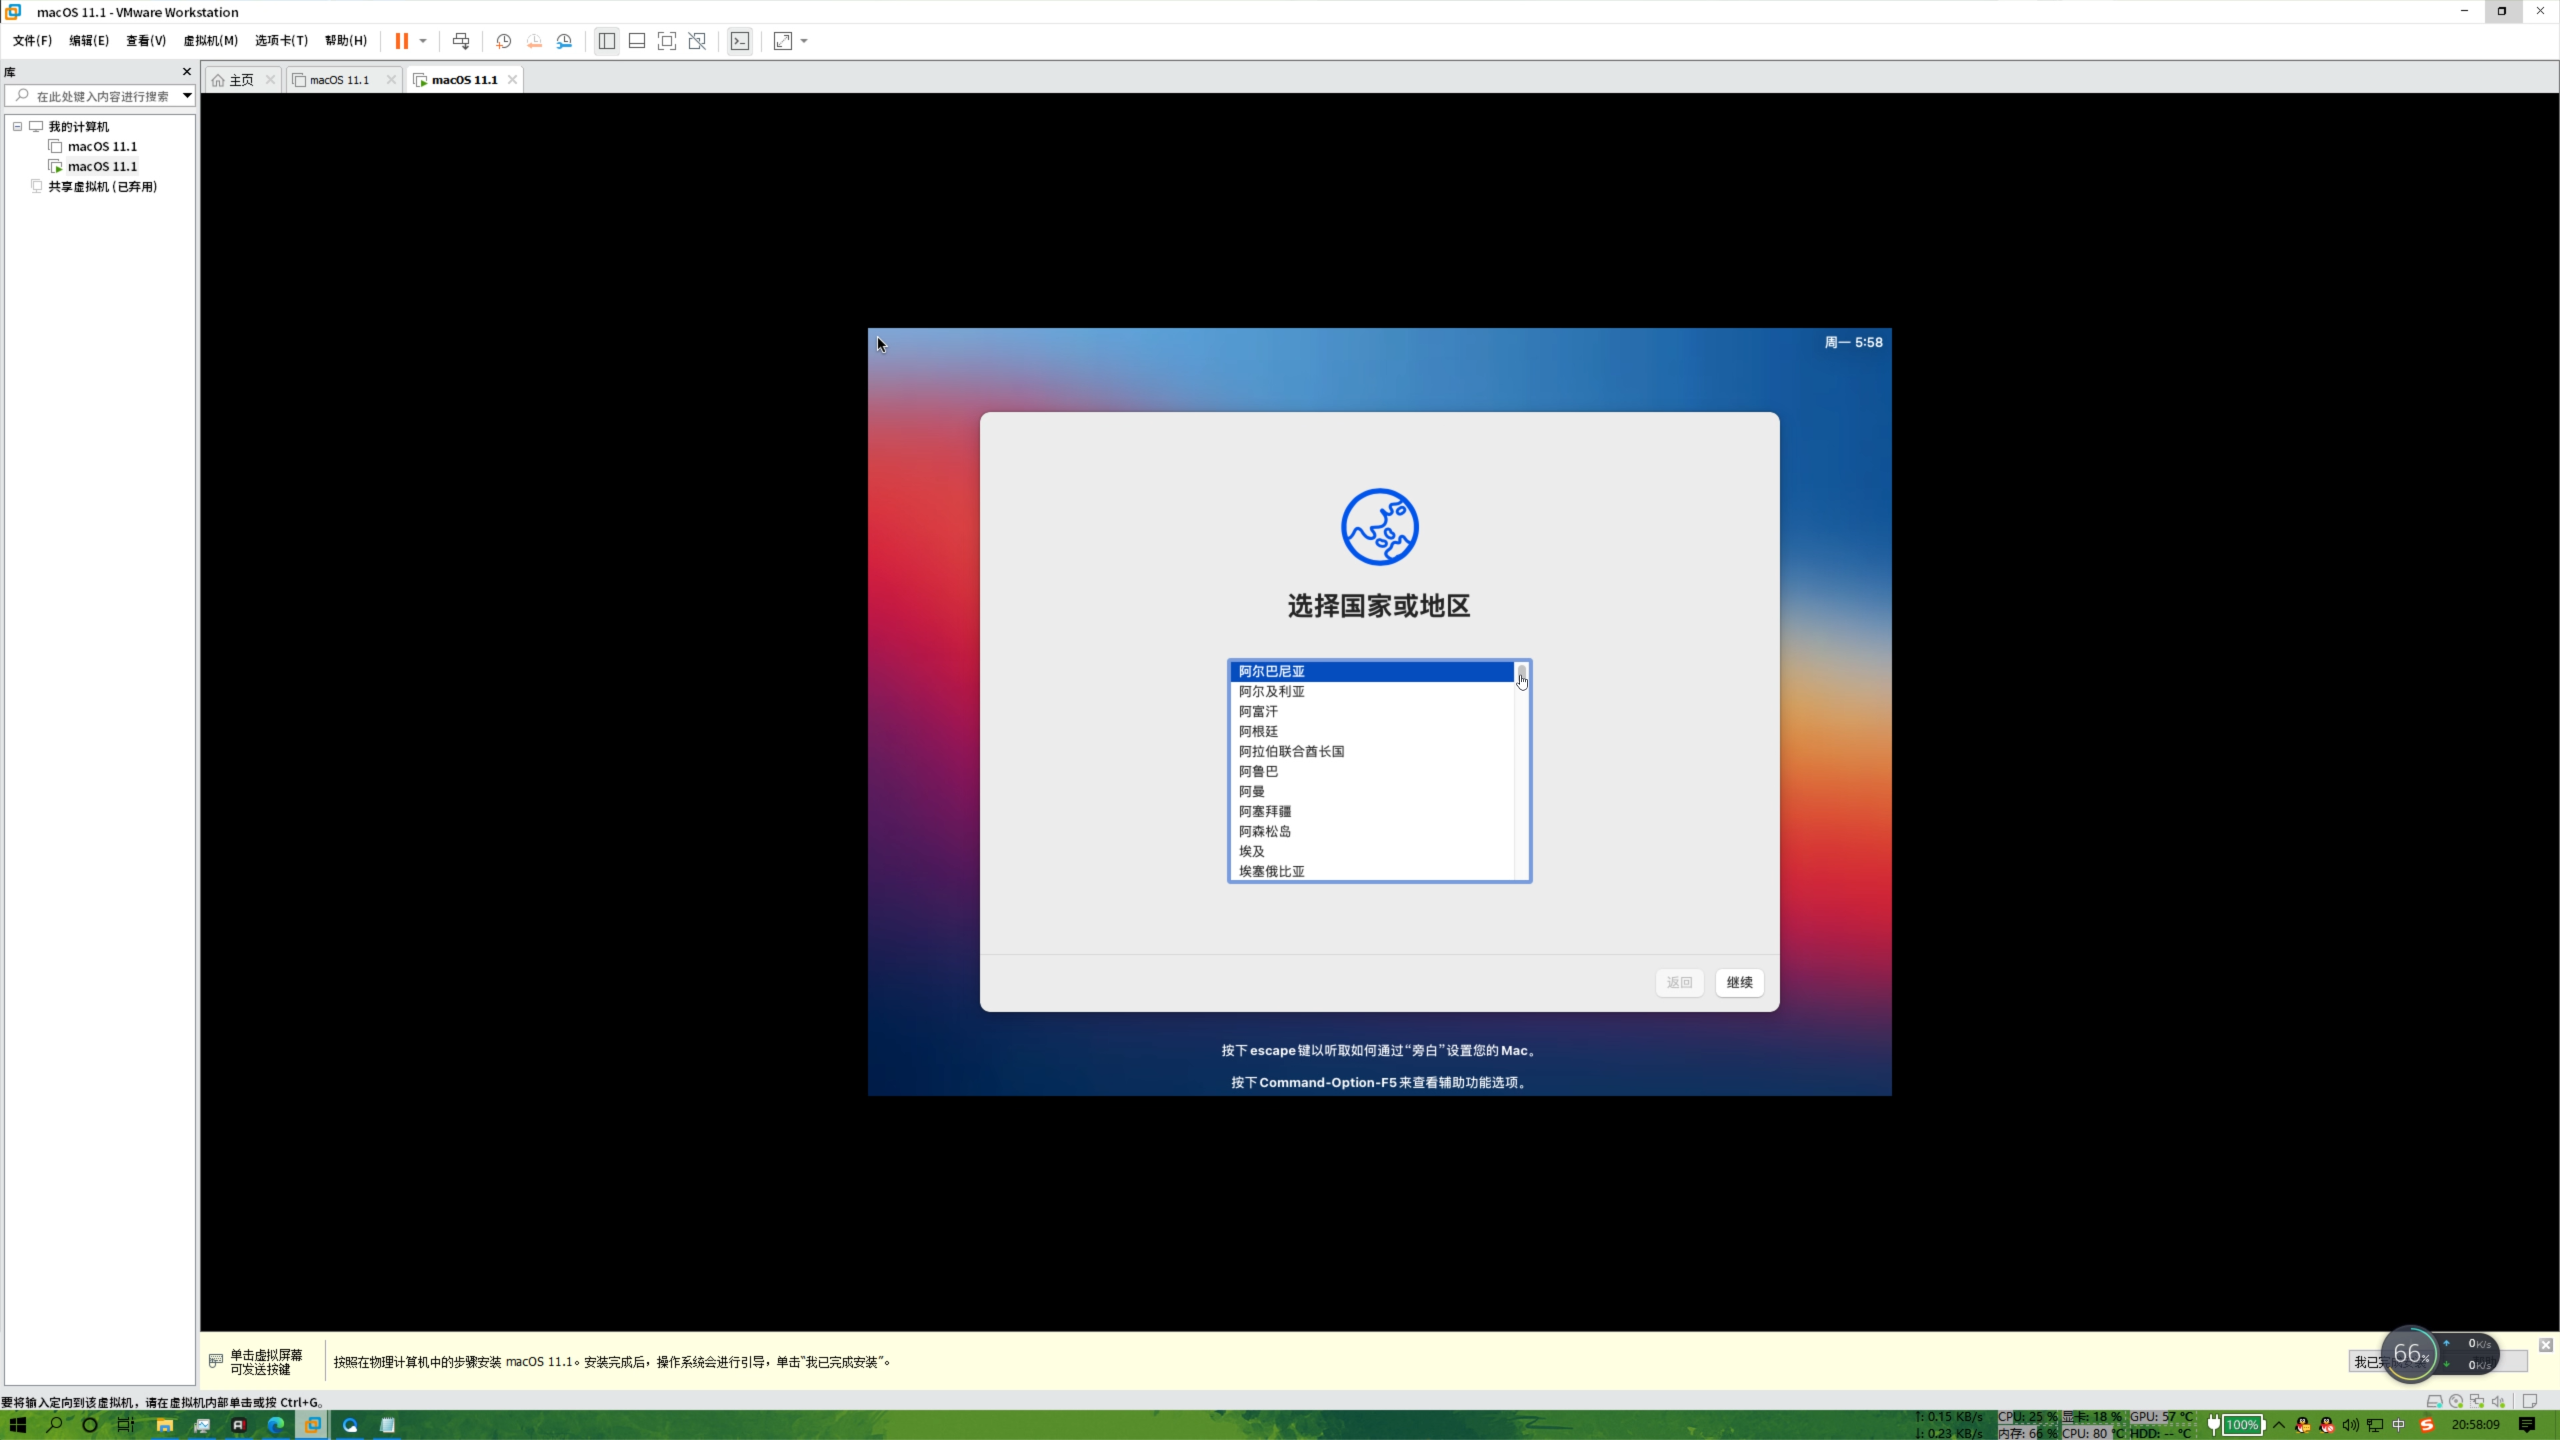 macOS 11.1 - VMware Workstation
文件(F) 编辑(E) 查看(V) 虚拟机(M) 选项卡(T) 帮助(H)
库
主页 macOS 11.1 macOS 11.1
在此处键入内容进行搜索
我的计算机
macOS 11.1
macOS 11.1
共享虚拟机 (已弃用)
周一 5:58
选择国家或地区
阿尔巴尼亚
阿尔及利亚
阿富汗
阿根廷
阿拉伯联合酋长国
阿鲁巴
阿曼
阿塞拜疆
阿森松岛
埃及
埃塞俄比亚
返回 继续
按下 escape 键以听取如何通过“旁白”设置您的 Mac。
按下 Command-Option-F5 来查看辅助功能选项。
单击虚拟屏幕
可发送按键
按照在物理计算机中的步骤安装 macOS 11.1。安装完成后，操作系统会进行引导，单击“我已完成安装”。
我已
66%
0K/s
0K/s
要将输入定向到该虚拟机，请在虚拟机内部单击或按 Ctrl+G。
↑: 0.15 KB/s CPU: 25 % 显卡: 18 % GPU: 57 °C
↓: 0.23 KB/s 内存: 66 % CPU: 80 °C HDD: -- °C
100%
中
20:58:09